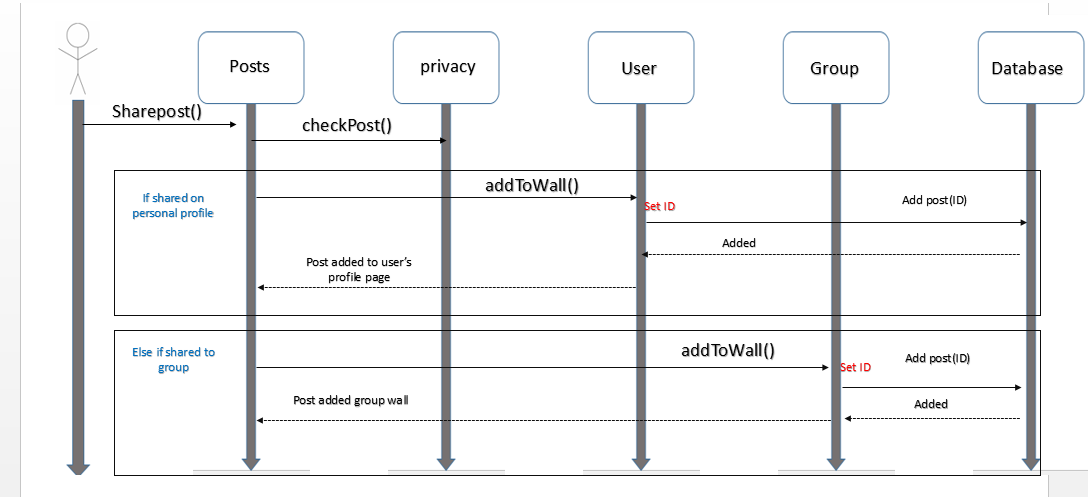 Posts
privacy
User
Group
Database
Sharepost()
checkPost()
If shared on
personal profile
addToWall()
Set ID
Add post(ID)
Added
Post added to user's
profile page
Else if shared to
group
addToWall()
Set ID
Add post(ID)
Added
Post added group wall